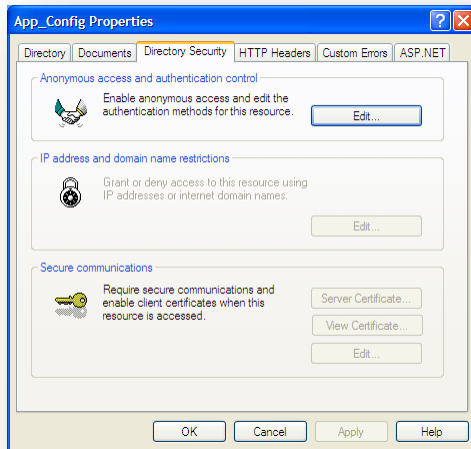 App_Config Properties
Directory Documents Directory Security HTTP Headers Custom Errors ASP.NET
Anonymous access and authentication control
Enable anonymous access and edit the
authentication methods for this resource.
Edit...
IP address and domain name restrictions
Grant or deny access to this resource using
IP addresses or internet domain names.
Edit...
Secure communications
Require secure communications and
enable client certificates when this
resource is accessed.
Server Certificate...
View Certificate...
Edit...
OK Cancel Apply Help